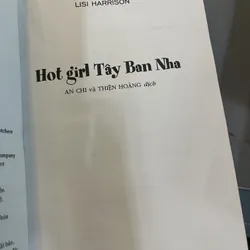 LISI HARRISON
Hot girl Tây Ban Nha
AN CHI và THIỆN HOÀNG dịch